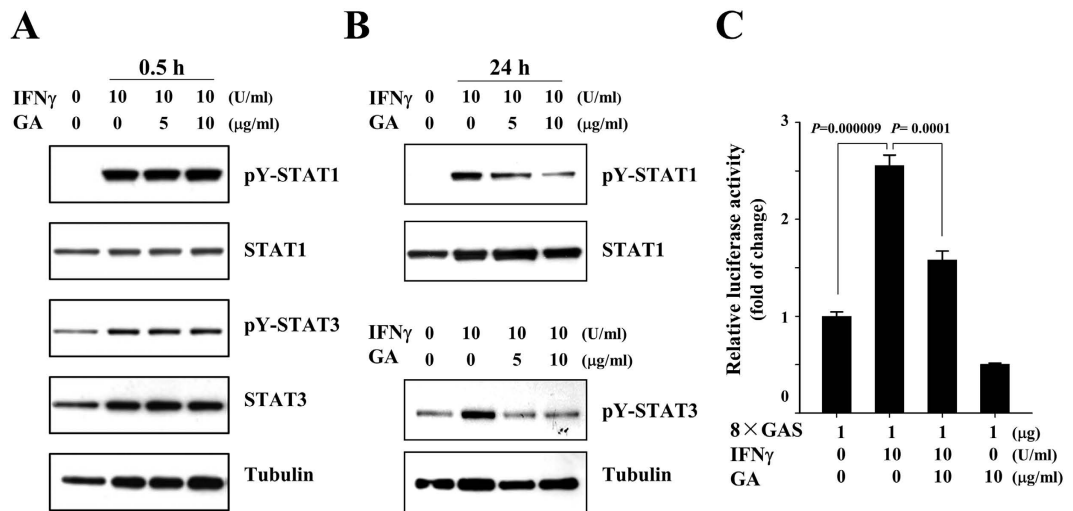 A
0.5 h
IFNγ 0 10 10 10 (U/ml)
GA 0 0 5 10 (μg/ml)
pY-STAT1
STAT1
pY-STAT3
STAT3
Tubulin
B
24 h
IFNγ 0 10 10 10 (U/ml)
GA 0 0 5 10 (μg/ml)
pY-STAT1
STAT1
IFNγ 0 10 10 10 (U/ml)
GA 0 0 5 10 (μg/ml)
pY-STAT3
Tubulin
C
Relative luciferase activity
(fold of change)
3
2
1
0
P=0.000009 P= 0.0001
8×GAS 1 1 1 1 (μg)
IFNγ 0 10 10 0 (U/ml)
GA 0 0 10 10 (μg/ml)